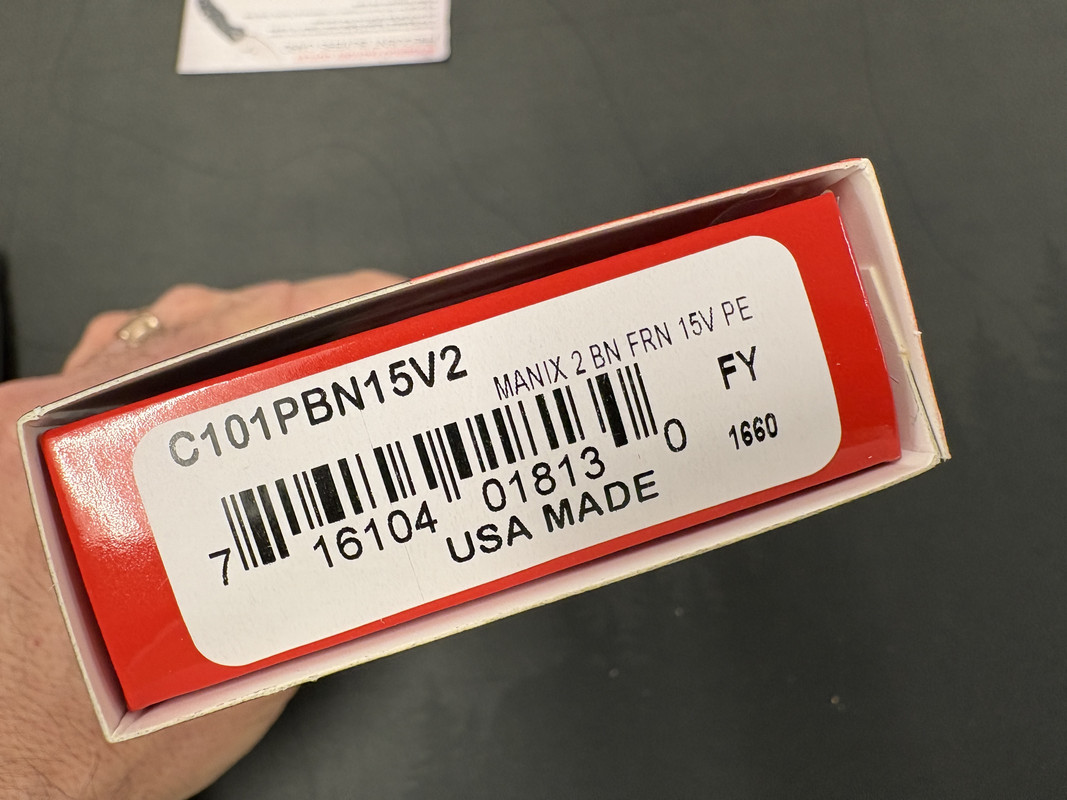 C101PBN15V2
MANIX 2 BN FRN 15V PE
FY
1660
7 16104 01813 0
USA MADE